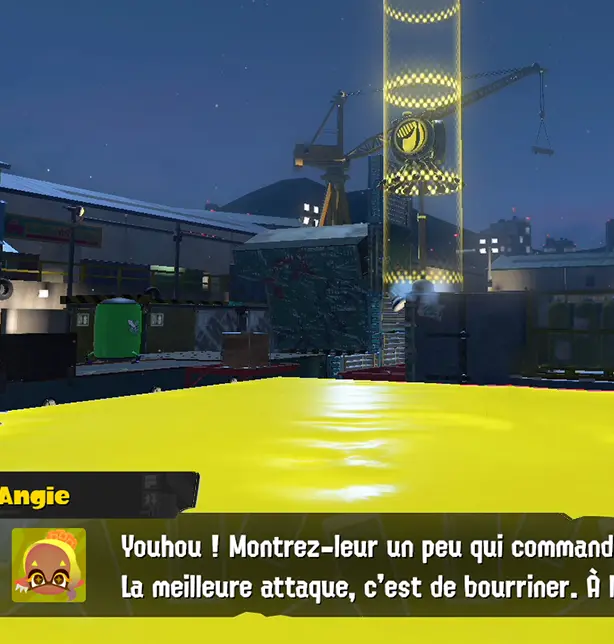 Angie
Youhou ! Montrez-leur un peu qui command
La meilleure attaque, c'est de bourriner. À